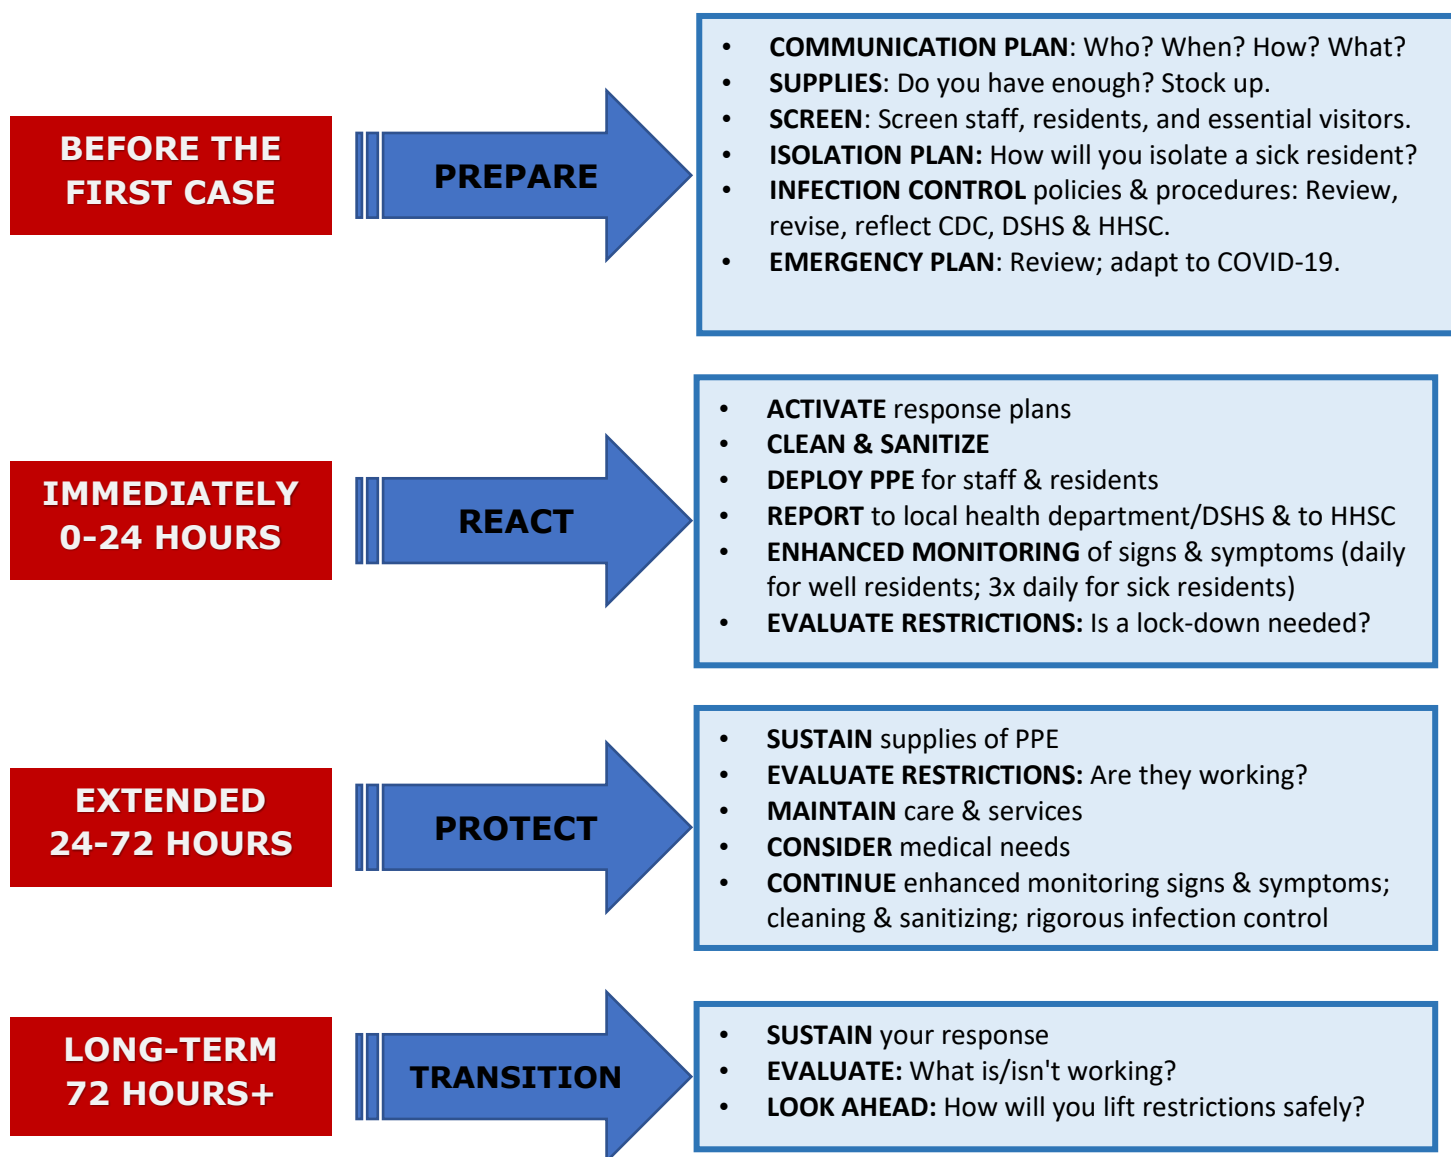 BEFORE THE
FIRST CASE
PREPARE
• COMMUNICATION PLAN: Who? When? How? What?
• SUPPLIES: Do you have enough? Stock up.
• SCREEN: Screen staff, residents, and essential visitors.
• ISOLATION PLAN: How will you isolate a sick resident?
• INFECTION CONTROL policies & procedures: Review,
revise, reflect CDC, DSHS & HHSC.
• EMERGENCY PLAN: Review; adapt to COVID-19.
IMMEDIATELY
0-24 HOURS
REACT
• ACTIVATE response plans
• CLEAN & SANITIZE
• DEPLOY PPE for staff & residents
• REPORT to local health department/DSHS & to HHSC
• ENHANCED MONITORING of signs & symptoms (daily
for well residents; 3x daily for sick residents)
• EVALUATE RESTRICTIONS: Is a lock-down needed?
EXTENDED
24-72 HOURS
PROTECT
• SUSTAIN supplies of PPE
• EVALUATE RESTRICTIONS: Are they working?
• MAINTAIN care & services
• CONSIDER medical needs
• CONTINUE enhanced monitoring signs & symptoms;
cleaning & sanitizing; rigorous infection control
LONG-TERM
72 HOURS+
TRANSITION
• SUSTAIN your response
• EVALUATE: What is/isn't working?
• LOOK AHEAD: How will you lift restrictions safely?